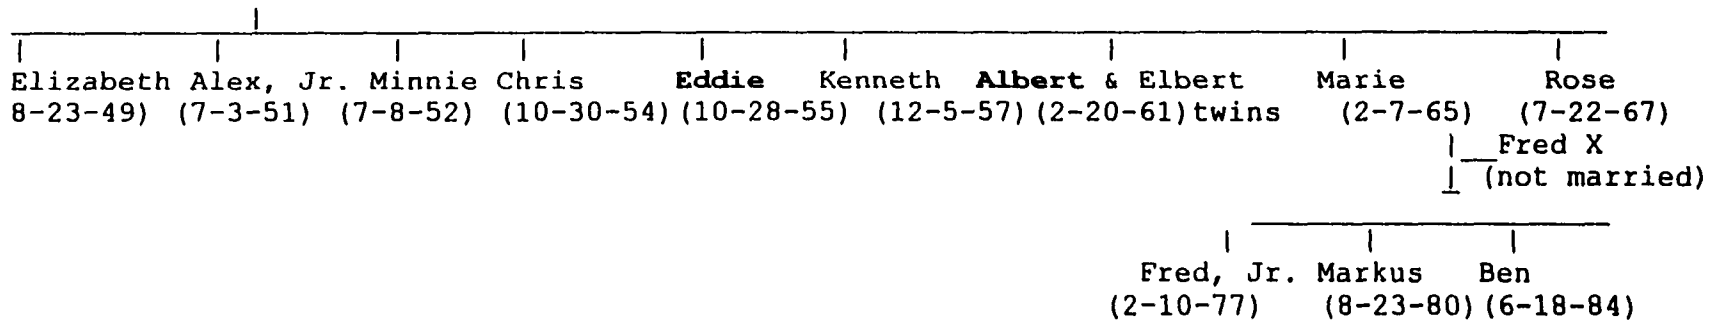 Elizabeth Alex, Jr. Minnie Chris Eddie Kenneth Albert & Elbert Marie Rose
8-23-49) (7-3-51) (7-8-52) (10-30-54) (10-28-55) (12-5-57) (2-20-61) twins (2-7-65) (7-22-67)
Fred X
(not married)
Fred, Jr. Markus Ben
(2-10-77) (8-23-80) (6-18-84)